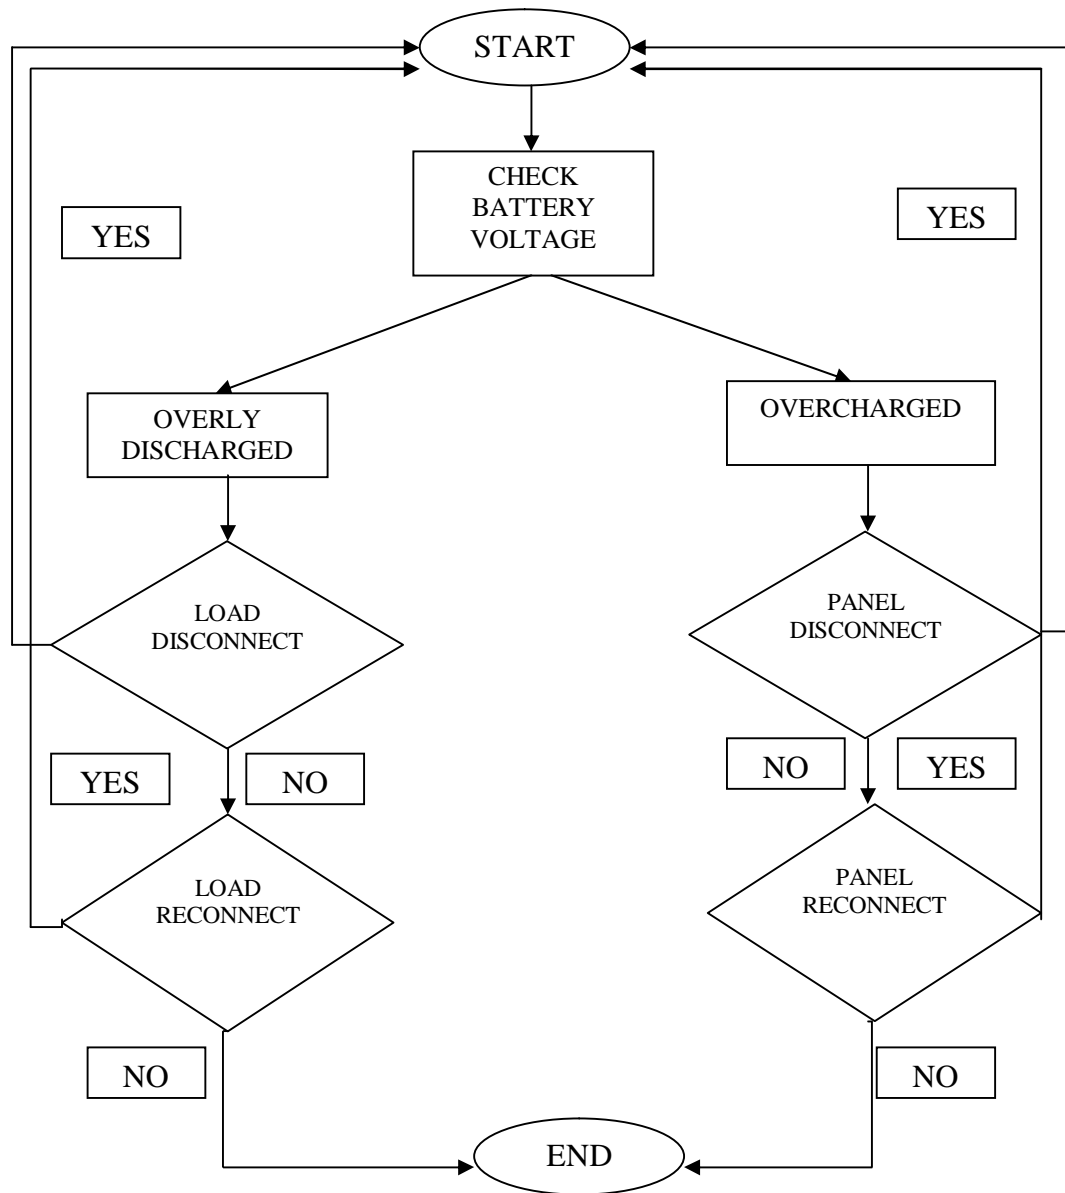 START
CHECK
BATTERY
VOLTAGE
YES
YES
OVERLY
DISCHARGED
OVERCHARGED
LOAD
DISCONNECT
PANEL
DISCONNECT
YES
NO
NO
YES
LOAD
RECONNECT
PANEL
RECONNECT
NO
NO
END